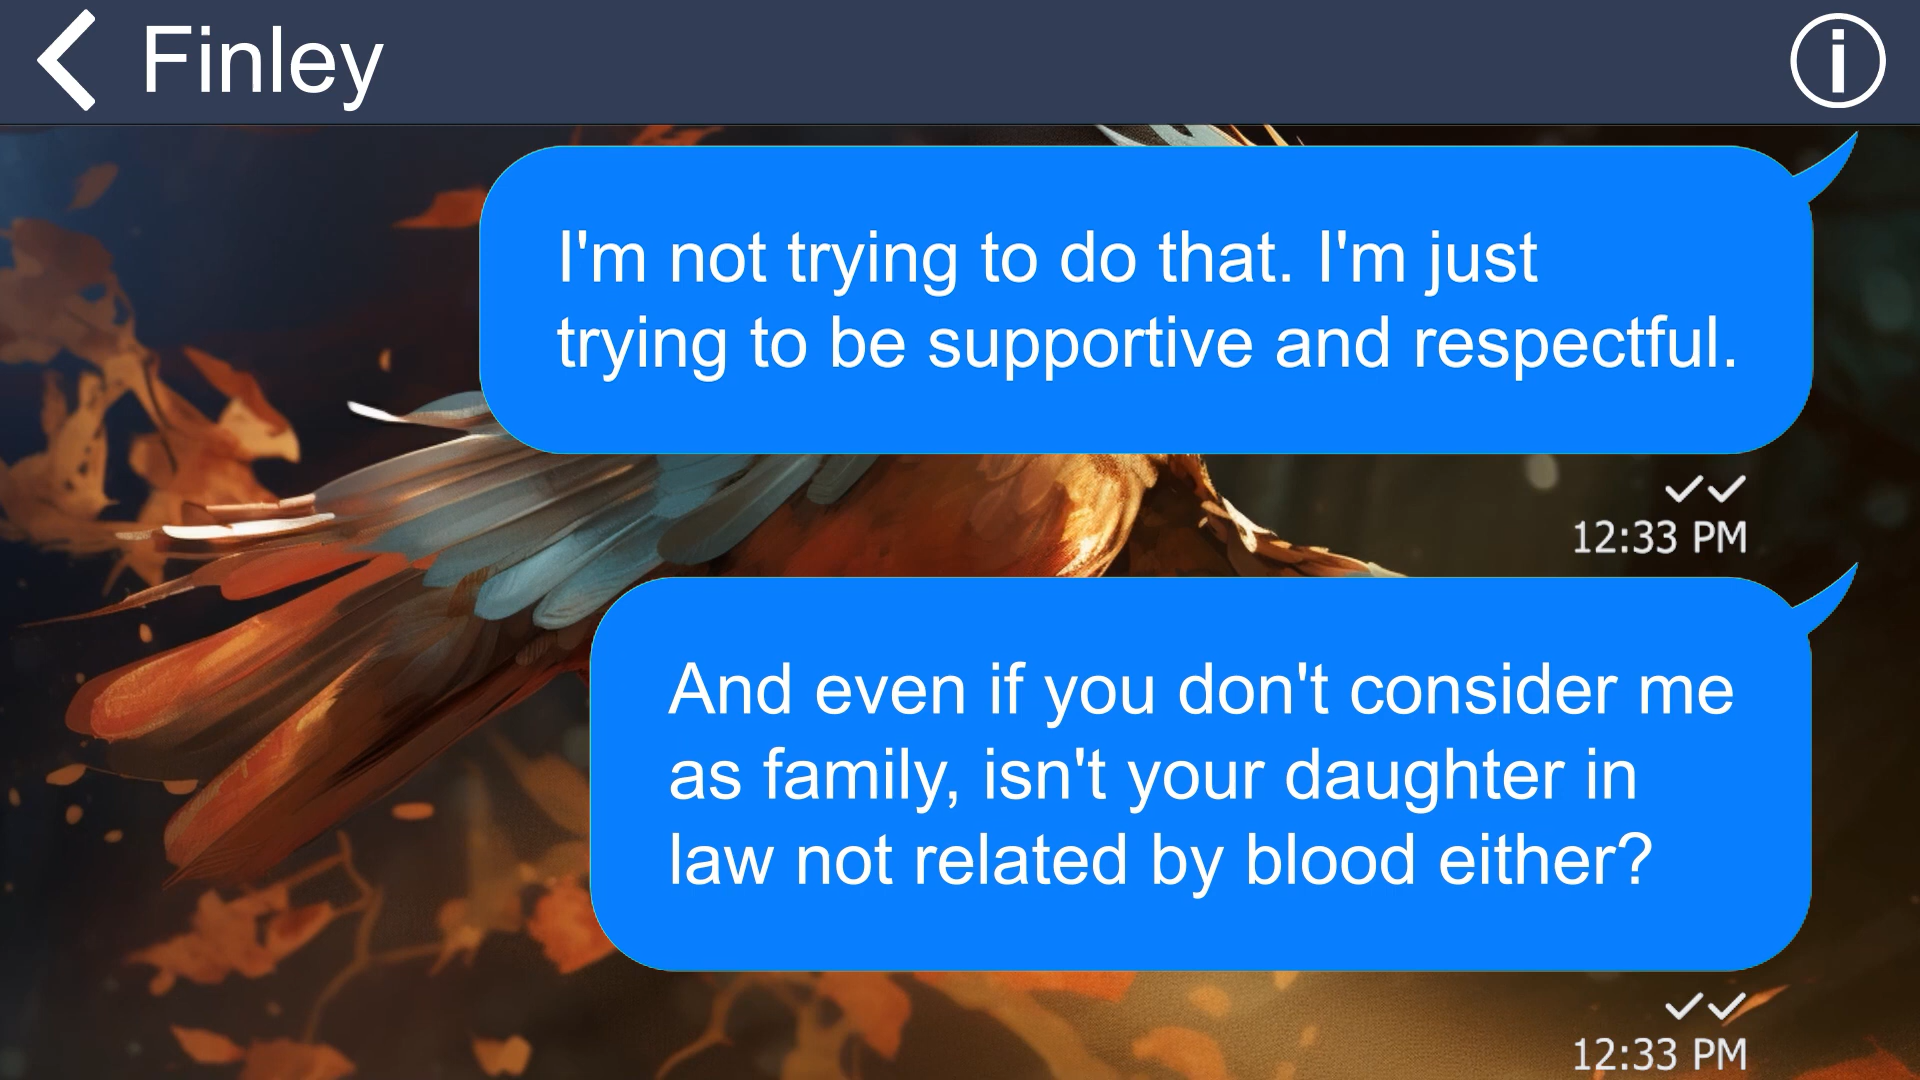 Finley
I'm not trying to do that. I'm just
trying to be supportive and respectful.
12:33 PM
And even if you don't consider me
as family, isn't your daughter in
law not related by blood either?
12:33 PM